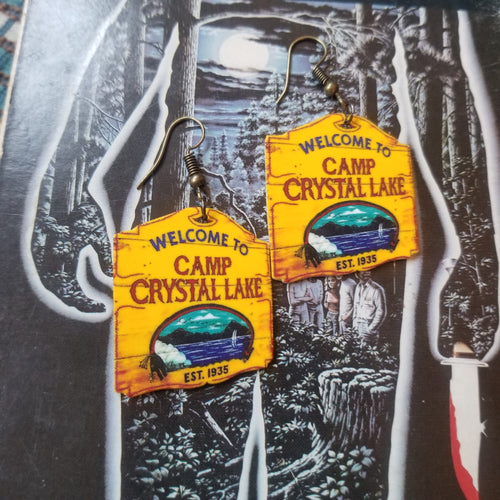 WELCOME TO
CAMP
CRYSTAL LAKE
EST. 1935
WELCOME TO
CAMP
CRYSTAL LAKE
EST. 1935